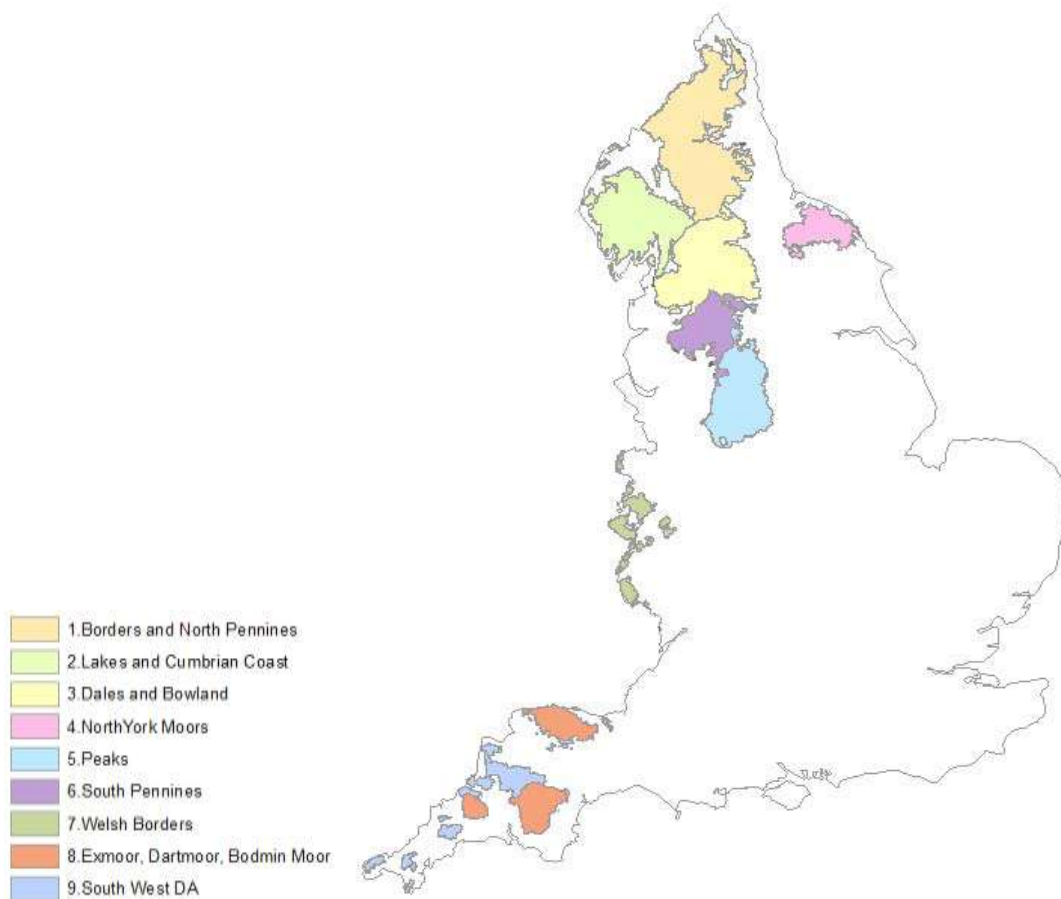 1.Borders and North Pennines
2.Lakes and Cumbrian Coast
3.Dales and Bowland
4.NorthYork Moors
5.Peaks
6.South Pennines
7.Welsh Borders
8.Exmoor, Dartmoor, Bodmin Moor
9.South West DA